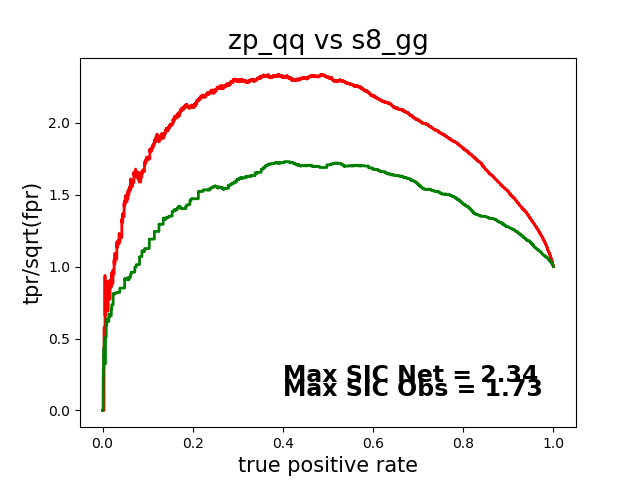 zp_qq vs s8_gg
tpr/sqrt(fpr)
2.0
1.5
1.0
0.5
0.0
Max SIC Net = 2.34
Max SIC Obs = 1.73
0.0 0.2 0.4 0.6 0.8 1.0
true positive rate